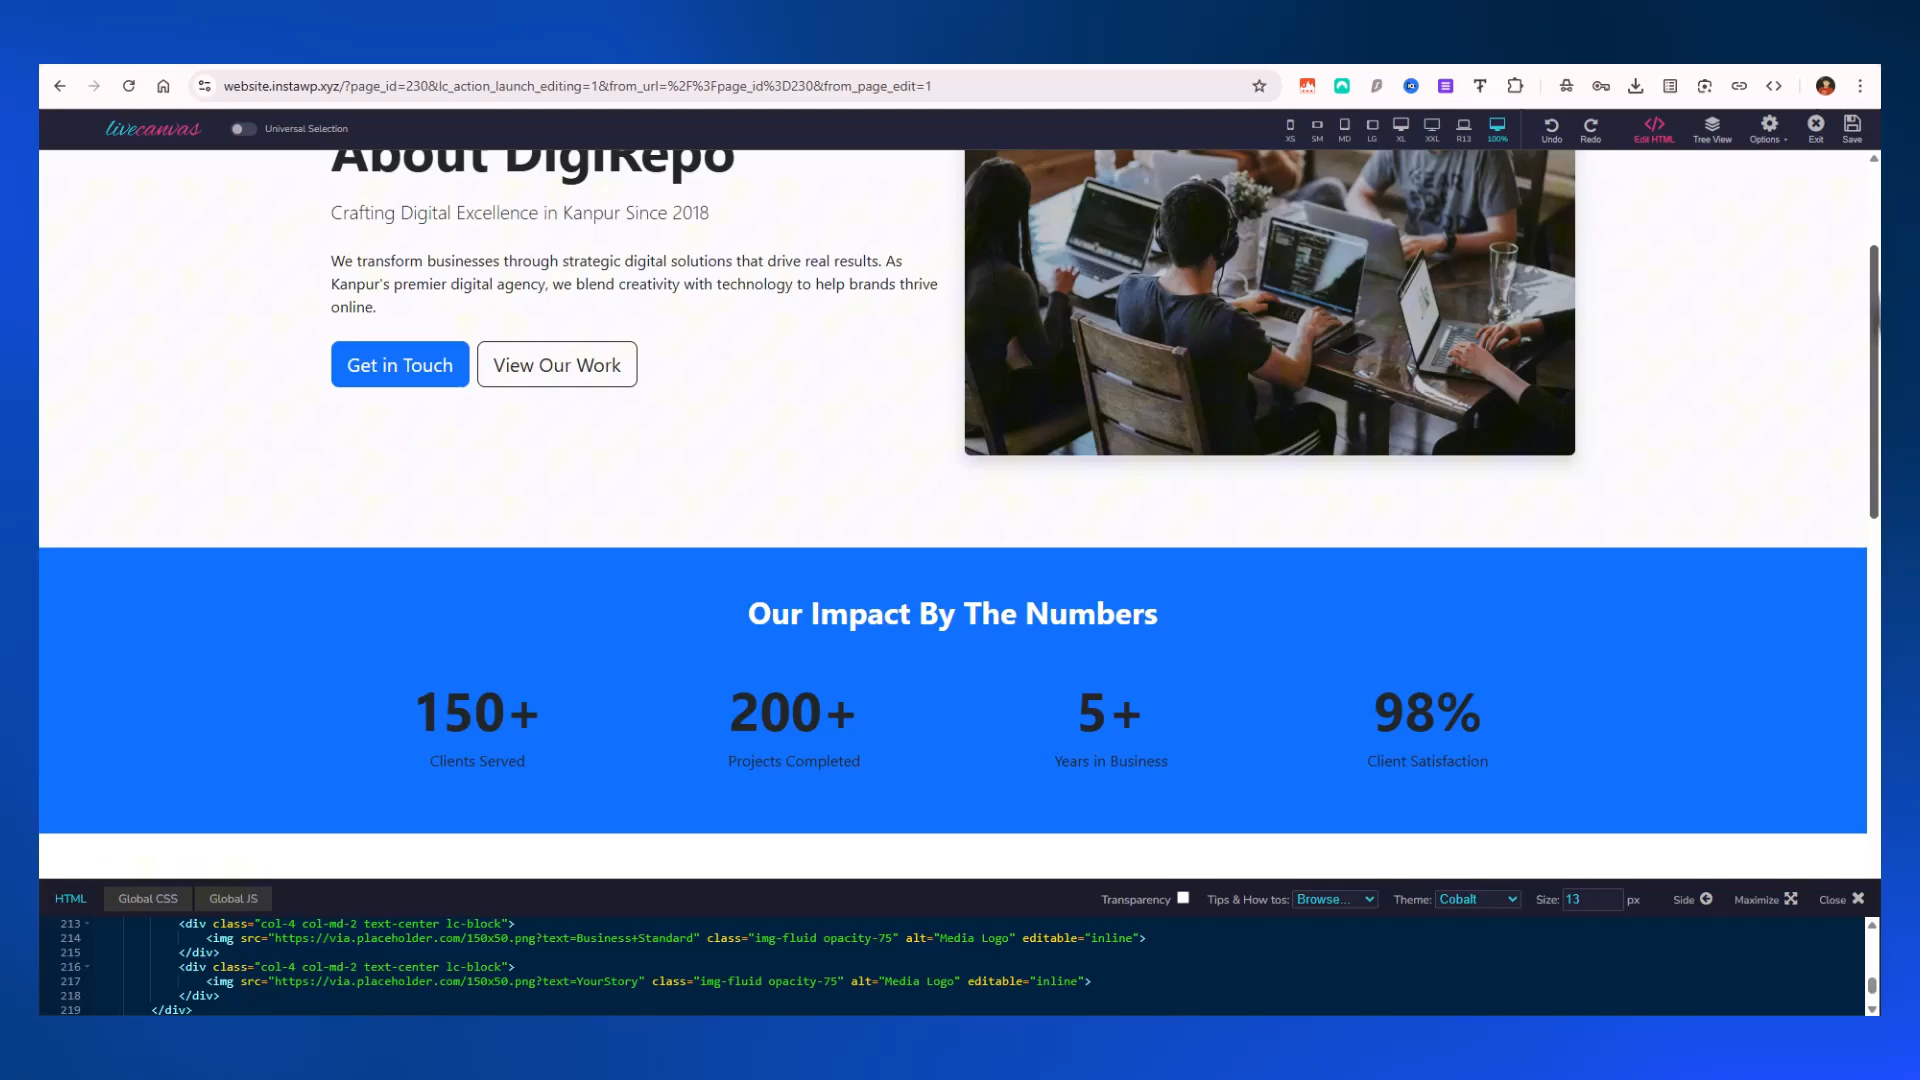 website.instawp.xyz/?page_id=230&lc_action_launch_editing=1&from_url=%2F%3Fpage_id%3D230&from_page_edit=1
livecanvas
Universal Selection
XS SM MD LG XL XXL R13 100% Undo Redo Edit HTML Tree View Options Exit Save
About DigiRepo
Crafting Digital Excellence in Kanpur Since 2018
We transform businesses through strategic digital solutions that drive real results. As
Kanpur's premier digital agency, we blend creativity with technology to help brands thrive
online.
Get in Touch View Our Work
Our Impact By The Numbers
150+ 200+ 5+ 98%
Clients Served Projects Completed Years in Business Client Satisfaction
HTML Global CSS Global JS Transparency Tips & How tos: Browse... Theme: Cobalt Size: 13 px Side Maximize Close
213 <div class="col-4 col-md-2 text-center lc-block">
214 <img src="https://via.placeholder.com/150x50.png?text=Business+Standard" class="img-fluid opacity-75" alt="Media Logo" editable="inline">
215 </div>
216 <div class="col-4 col-md-2 text-center lc-block">
217 <img src="https://via.placeholder.com/150x50.png?text=YourStory" class="img-fluid opacity-75" alt="Media Logo" editable="inline">
218 </div>
219 </div>